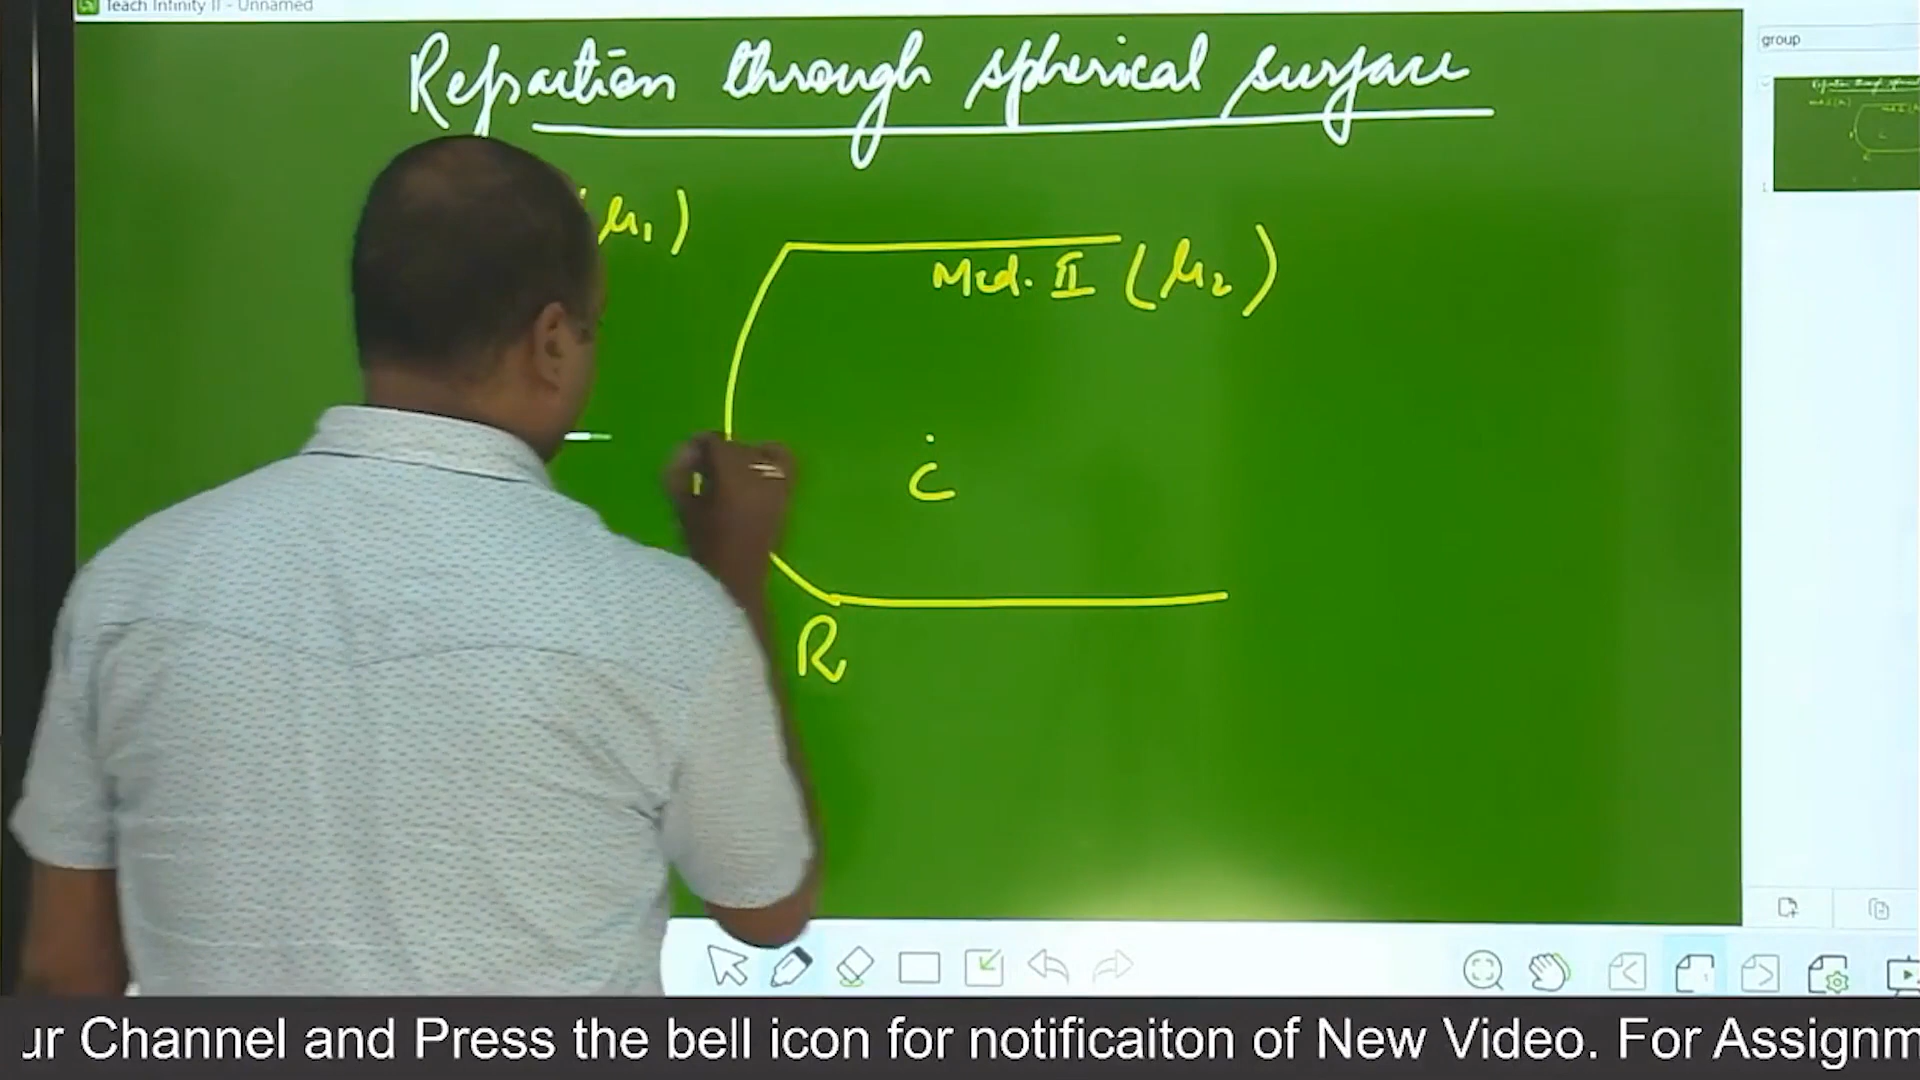 Teach Infinity II - Unnamed
group
Refraction through spherical surface
μ₁)
Med. II (μ₂)
C
R
1
ur Channel and Press the bell icon for notificaiton of New Video. For Assignm